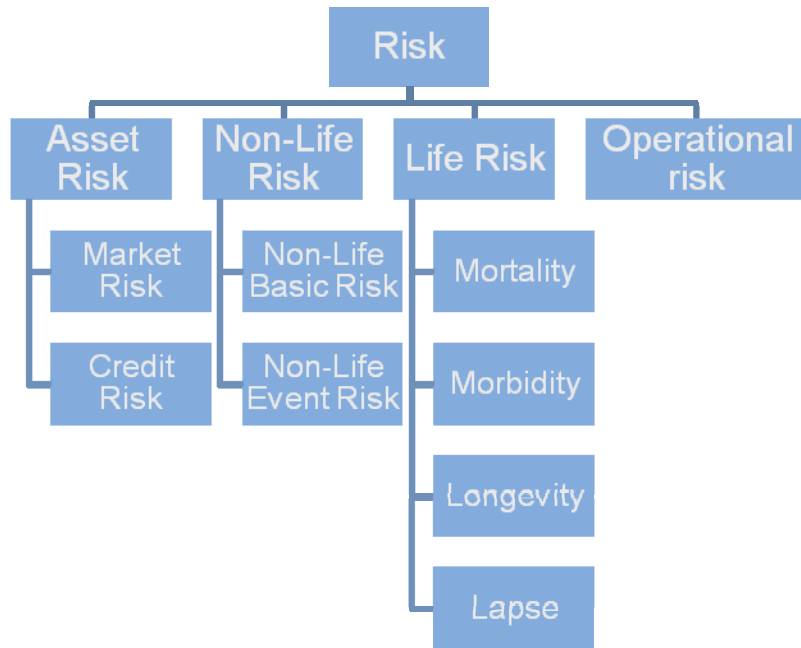 Risk
Asset
Risk
Non-Life
Risk
Life Risk
Operational
risk
Market
Risk
Non-Life
Basic Risk
Mortality
Credit
Risk
Non-Life
Event Risk
Morbidity
Longevity
Lapse